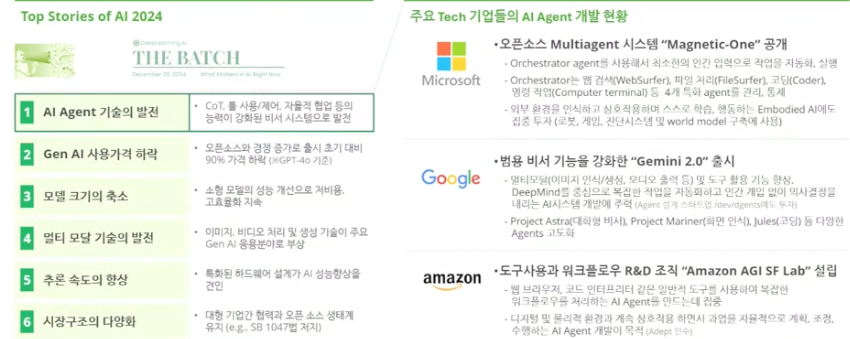 Top Stories of AI 2024
DeepLearning.AI
THE BATCH
December 25, 2024 What Matters in AI Right Now
1 AI Agent 기술의 발전
• CoT, 툴 사용/제어, 자율적 협업 등의
능력이 강화된 비서 시스템으로 발전
2 Gen AI 사용가격 하락
• 오픈소스와 경쟁 증가로 출시 초기 대비
90% 가격 하락 (※GPT-4o 기준)
3 모델 크기의 축소
• 소형 모델의 성능 개선으로 저비용,
고효율화 지속
4 멀티 모달 기술의 발전
• 이미지, 비디오 처리 및 생성 기술이 주요
Gen AI 응용분야로 부상
5 추론 속도의 향상
• 특화된 하드웨어 설계가 AI 성능향상을
견인
6 시장구조의 다양화
• 대형 기업간 협력과 오픈 소스 생태계
유지 (e.g., SB 1047법 저지)
주요 Tech 기업들의 AI Agent 개발 현황
Microsoft
• 오픈소스 Multiagent 시스템 “Magnetic-One” 공개
- Orchestrator agent를 사용해서 최소한의 인간 입력으로 작업을 자동화, 실행
- Orchestrator는 웹 검색(WebSurfer), 파일 처리(FileSurfer), 코딩(Coder),
명령 작업(Computer terminal) 등 4개 특화 agent를 관리, 통제
- 외부 환경을 인식하고 상호작용하며 스스로 학습, 행동하는 Embodied AI에도
집중 투자 (로봇, 게임, 진단시스템 및 world model 구축에 사용)
Google
• 범용 비서 기능을 강화한 “Gemini 2.0” 출시
- 멀티모달(이미지 인식/생성, 오디오 출력 등) 및 도구 활용 기능 향상.
DeepMind를 중심으로 복잡한 작업을 자동화하고 인간 개입 없이 의사결정을
내리는 AI시스템 개발에 주력 (Agent 설계 스타트업 /dev/dgents에도 투자)
- Project Astra(대화형 비서), Project Mariner(화면 인식), Jules(코딩) 등 다양한
Agents 고도화
amazon
• 도구사용과 워크플로우 R&D 조직 “Amazon AGI SF Lab” 설립
- 웹 브라우저, 코드 인터프리터 같은 일반적 도구를 사용하여 복잡한
워크플로우를 처리하는 AI Agent를 만드는데 집중
- 디지털 및 물리적 환경과 계속 상호작용 하면서 과업을 자율적으로 계획, 조정,
수행하는 AI Agent 개발이 목적 (Adept 인수)